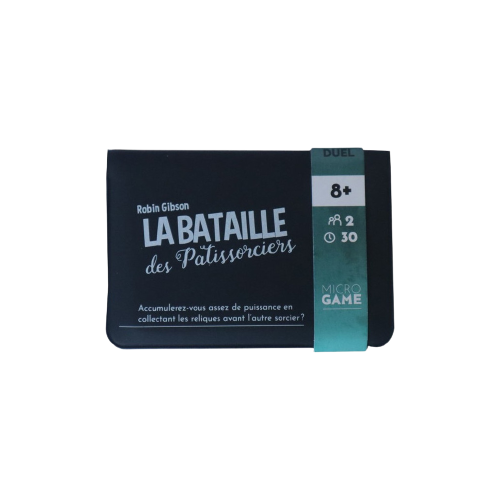 Robin Gibson
LA BATAILLE
des Patissorciers
Accumulerez-vous assez de puissance en
collectant les reliques avant l'autre sorcier ?
DUEL
8+
2
30
MICRO
GAME